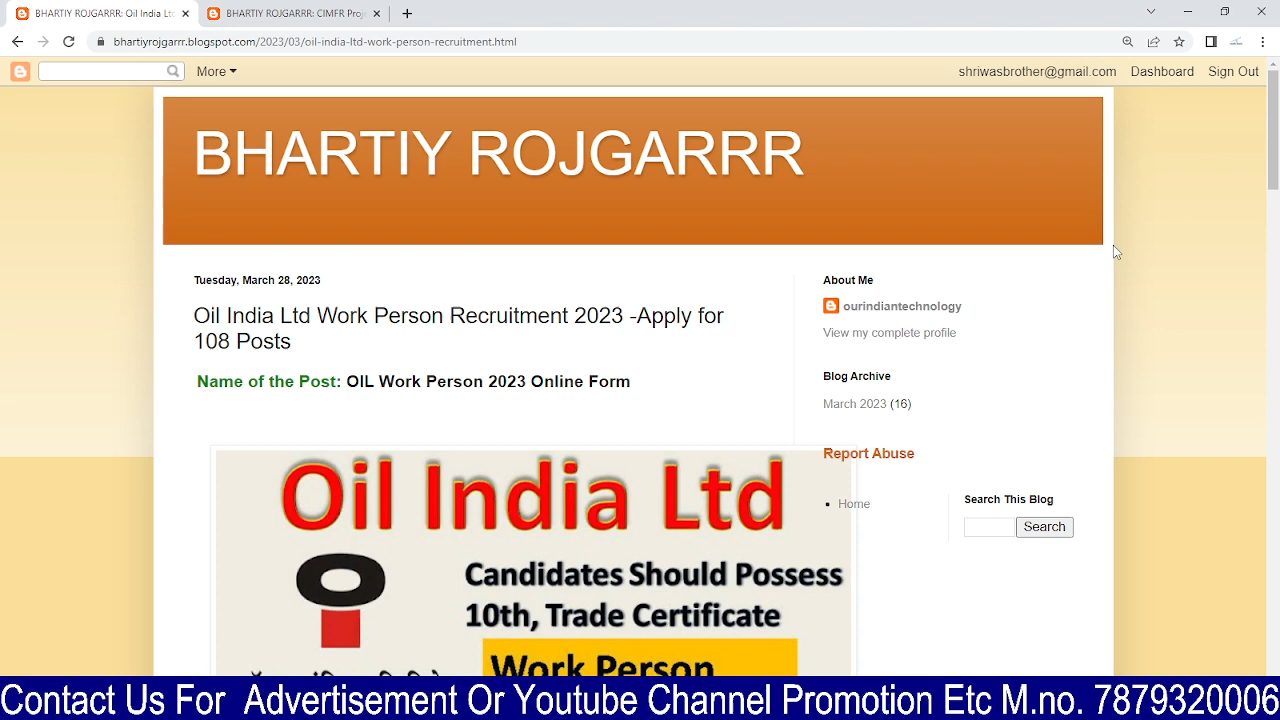 BHARTIY ROJGARRR: Oil India Ltd
BHARTIY ROJGARRR: CIMFR Proj
bhartiyrojgarrr.blogspot.com/2023/03/oil-india-ltd-work-person-recruitment.html
More
shriwasbrother@gmail.com Dashboard Sign Out
BHARTIY ROJGARRR
Tuesday, March 28, 2023
Oil India Ltd Work Person Recruitment 2023 -Apply for
108 Posts
Name of the Post: OIL Work Person 2023 Online Form
Oil India Ltd
Candidates Should Possess
10th, Trade Certificate
Work Person
About Me
ourindiantechnology
View my complete profile
Blog Archive
March 2023 (16)
Report Abuse
Home
Search This Blog
Search
Contact Us For Advertisement Or Youtube Channel Promotion Etc M.no. 7879320006